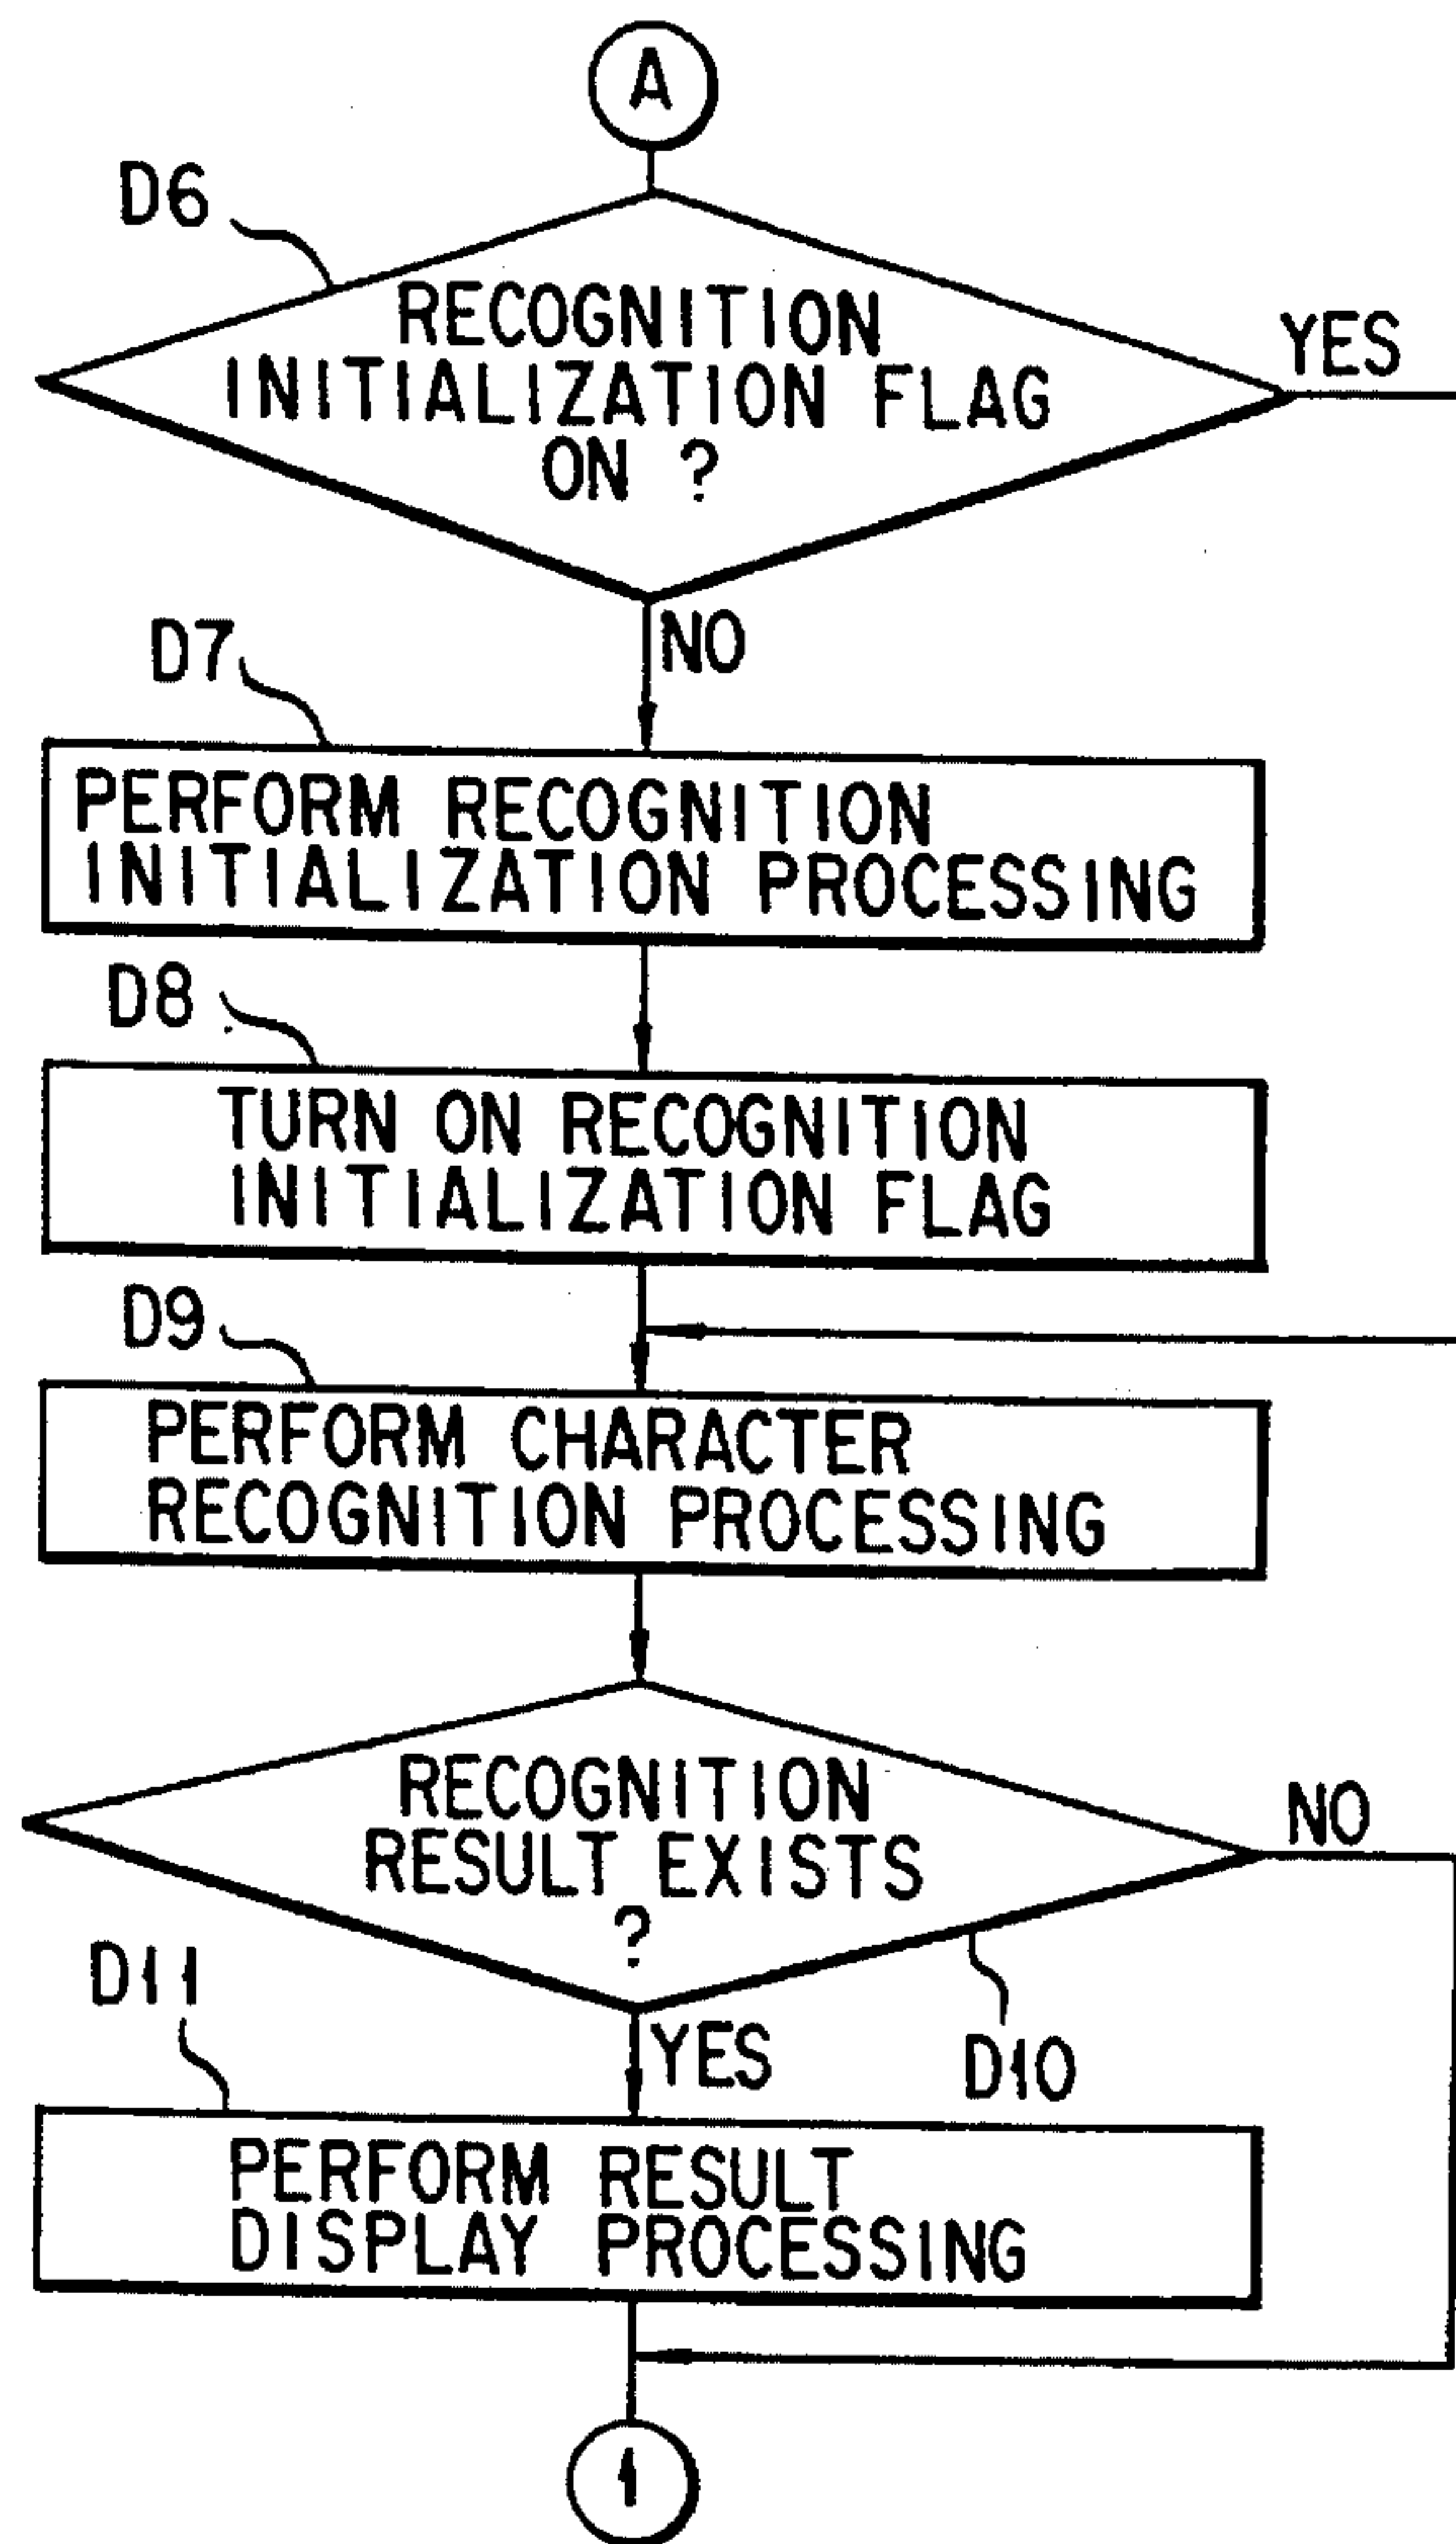 A
D6
RECOGNITION
INITIALIZATION FLAG
ON ?
YES
NO
D7
PERFORM RECOGNITION
INITIALIZATION PROCESSING
D8
TURN ON RECOGNITION
INITIALIZATION FLAG
D9
PERFORM CHARACTER
RECOGNITION PROCESSING
RECOGNITION
RESULT EXISTS
?
NO
D11
YES
D10
PERFORM RESULT
DISPLAY PROCESSING
1